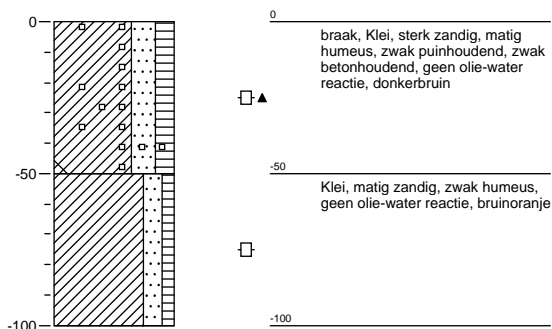 0
0
braak, Klei, sterk zandig, matig
humeus, zwak puinhoudend, zwak
betonhoudend, geen olie-water
reactie, donkerbruin
-50
-50
Klei, matig zandig, zwak humeus,
geen olie-water reactie, bruinoranje
-100
-100